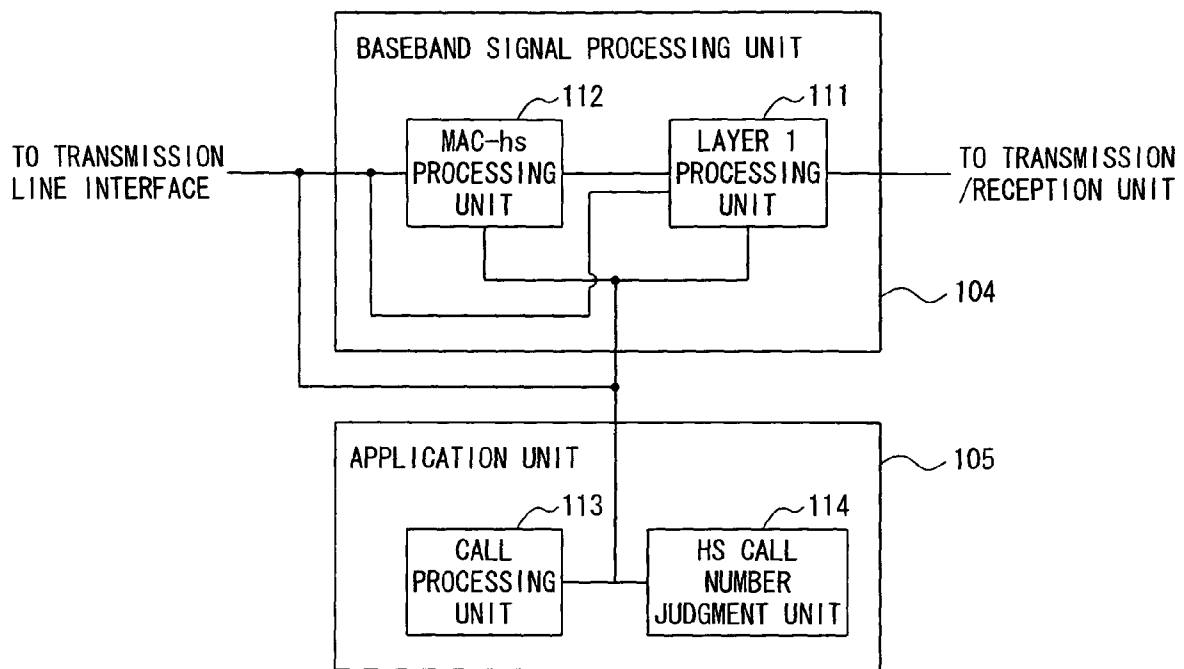 BASEBAND SIGNAL PROCESSING UNIT
112
111
MAC-hs
PROCESSING
UNIT
LAYER 1
PROCESSING
UNIT
TO TRANSMISSION
LINE INTERFACE
TO TRANSMISSION
/RECEPTION UNIT
104
APPLICATION UNIT
105
113
114
CALL
PROCESSING
UNIT
HS CALL
NUMBER
JUDGMENT UNIT